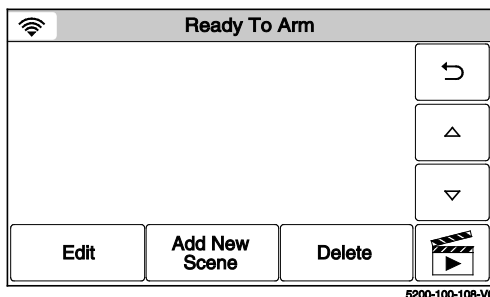 Ready To Arm
Edit
Add New
Scene
Delete
5200-100-108-V0